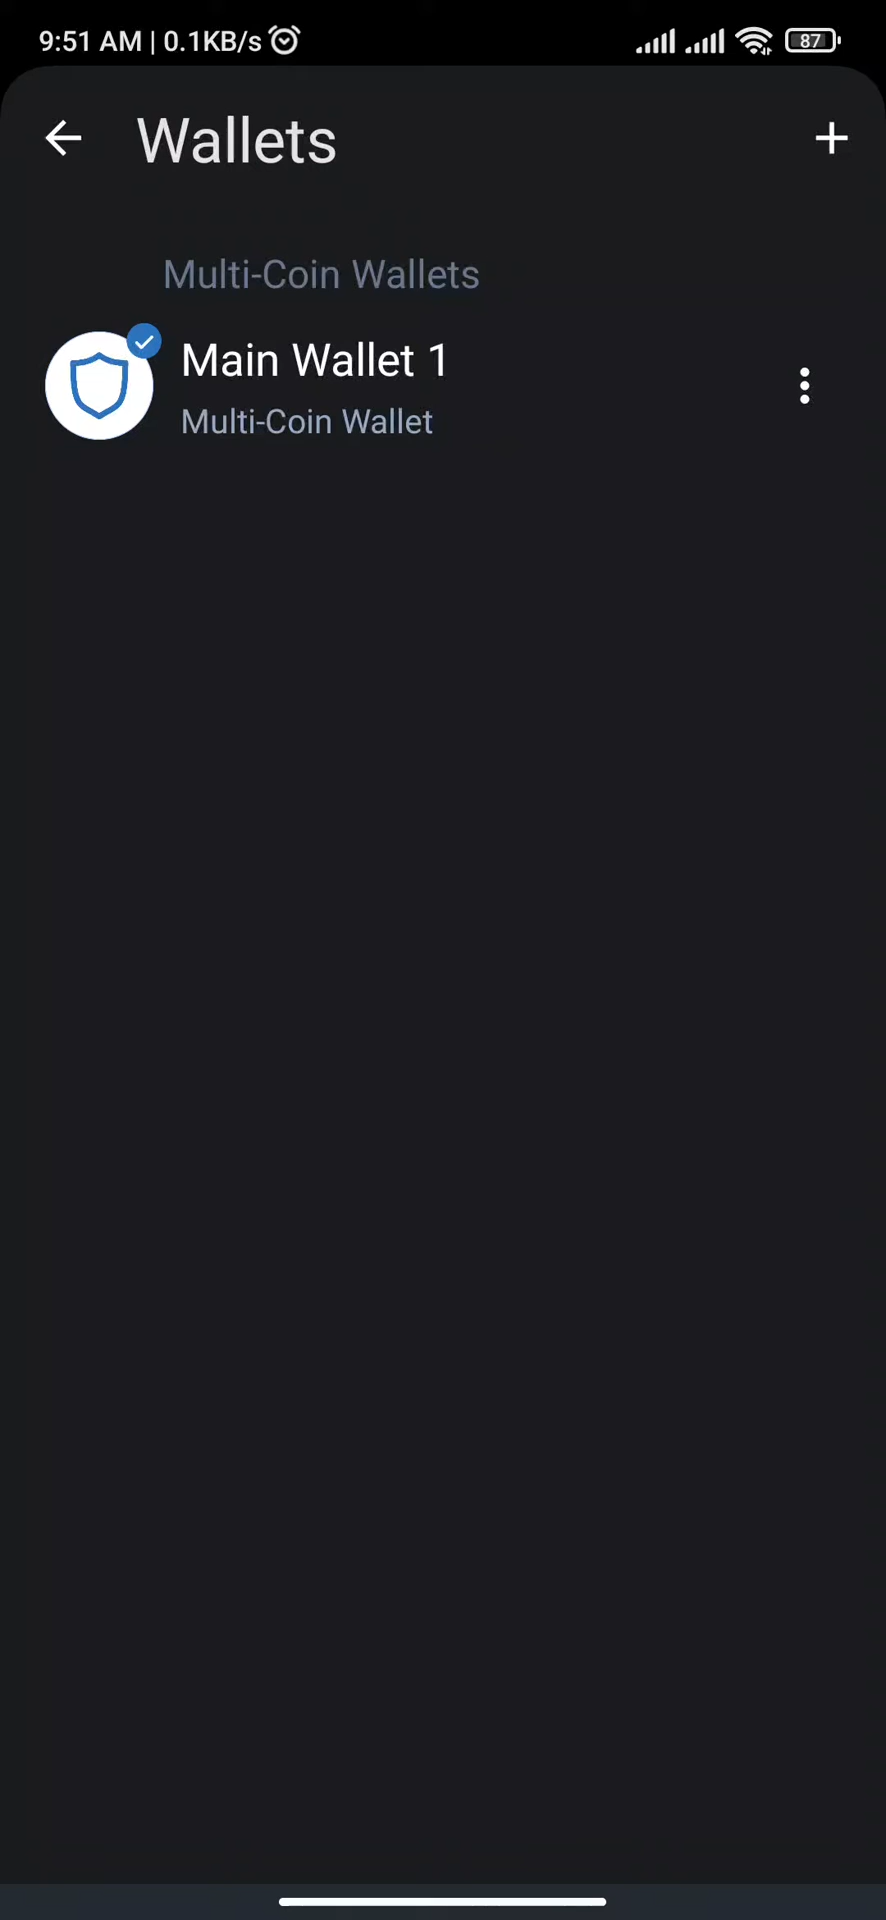 9:51 AM | 0.1KB/s
87
Wallets
Multi-Coin Wallets
Main Wallet 1
Multi-Coin Wallet